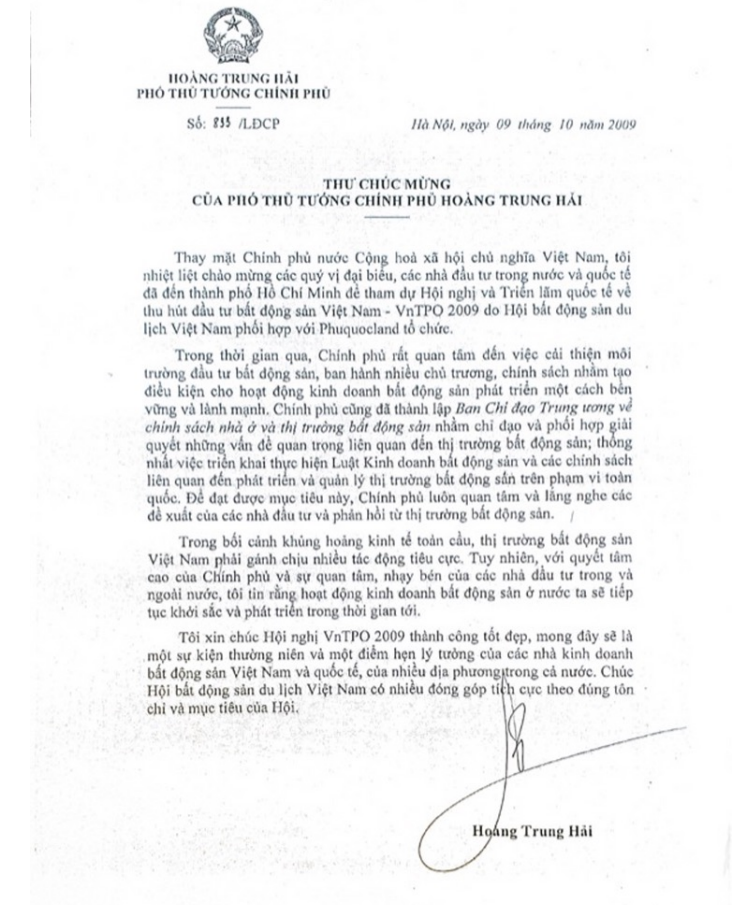 HOÀNG TRUNG HẢI
PHÓ THỦ TƯỚNG CHÍNH PHỦ
Số: 835 /LĐCP
Hà Nội, ngày 09 tháng 10 năm 2009
THƯ CHÚC MỪNG
CỦA PHÓ THỦ TƯỚNG CHÍNH PHỦ HOÀNG TRUNG HẢI
Thay mặt Chính phủ nước Cộng hoà xã hội chủ nghĩa Việt Nam, tôi
nhiệt liệt chào mừng các quý vị đại biểu, các nhà đầu tư trong nước và quốc tế
đã đến thành phố Hồ Chí Minh để tham dự Hội nghị và Triển lãm quốc tế về
thu hút đầu tư bất động sản Việt Nam - VnTPO 2009 do Hội bất động sản du
lịch Việt Nam phối hợp với Phuquocland tổ chức.
Trong thời gian qua, Chính phủ rất quan tâm đến việc cải thiện môi
trường đầu tư bất động sản, ban hành nhiều chủ trương, chính sách nhằm tạo
điều kiện cho hoạt động kinh doanh bất động sản phát triển một cách bền
vững và lành mạnh. Chính phủ cũng đã thành lập Ban Chỉ đạo Trung ương về
chính sách nhà ở và thị trường bất động sản nhằm chỉ đạo và phối hợp giải
quyết những vấn đề quan trọng liên quan đến thị trường bất động sản; thống
nhất việc triển khai thực hiện Luật Kinh doanh bất động sản và các chính sách
liên quan đến phát triển và quản lý thị trường bất động sản trên phạm vi toàn
quốc. Để đạt được mục tiêu này, Chính phủ luôn quan tâm và lắng nghe các
đề xuất của các nhà đầu tư và phản hồi từ thị trường bất động sản.
Trong bối cảnh khủng hoảng kinh tế toàn cầu, thị trường bất động sản
Việt Nam phải gánh chịu nhiều tác động tiêu cực. Tuy nhiên, với quyết tâm
cao của Chính phủ và sự quan tâm, nhạy bén của các nhà đầu tư trong và
ngoài nước, tôi tin rằng hoạt động kinh doanh bất động sản ở nước ta sẽ tiếp
tục khởi sắc và phát triển trong thời gian tới.
Tôi xin chúc Hội nghị VnTPO 2009 thành công tốt đẹp, mong đây sẽ là
một sự kiện thường niên và một điểm hẹn lý tưởng của các nhà kinh doanh
bất động sản Việt Nam và quốc tế, của nhiều địa phương trong cả nước. Chúc
Hội bất động sản du lịch Việt Nam có nhiều đóng góp tích cực theo đúng tôn
chỉ và mục tiêu của Hội.
Hoàng Trung Hải